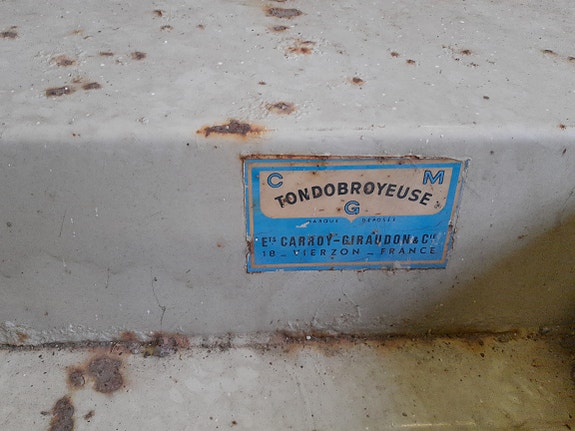 C M
TONDOBROYEUSE
G
MARQUE DÉPOSÉE
Ets CARROY-GIRAUDON & Cie
18 _ VIERZON _ FRANCE